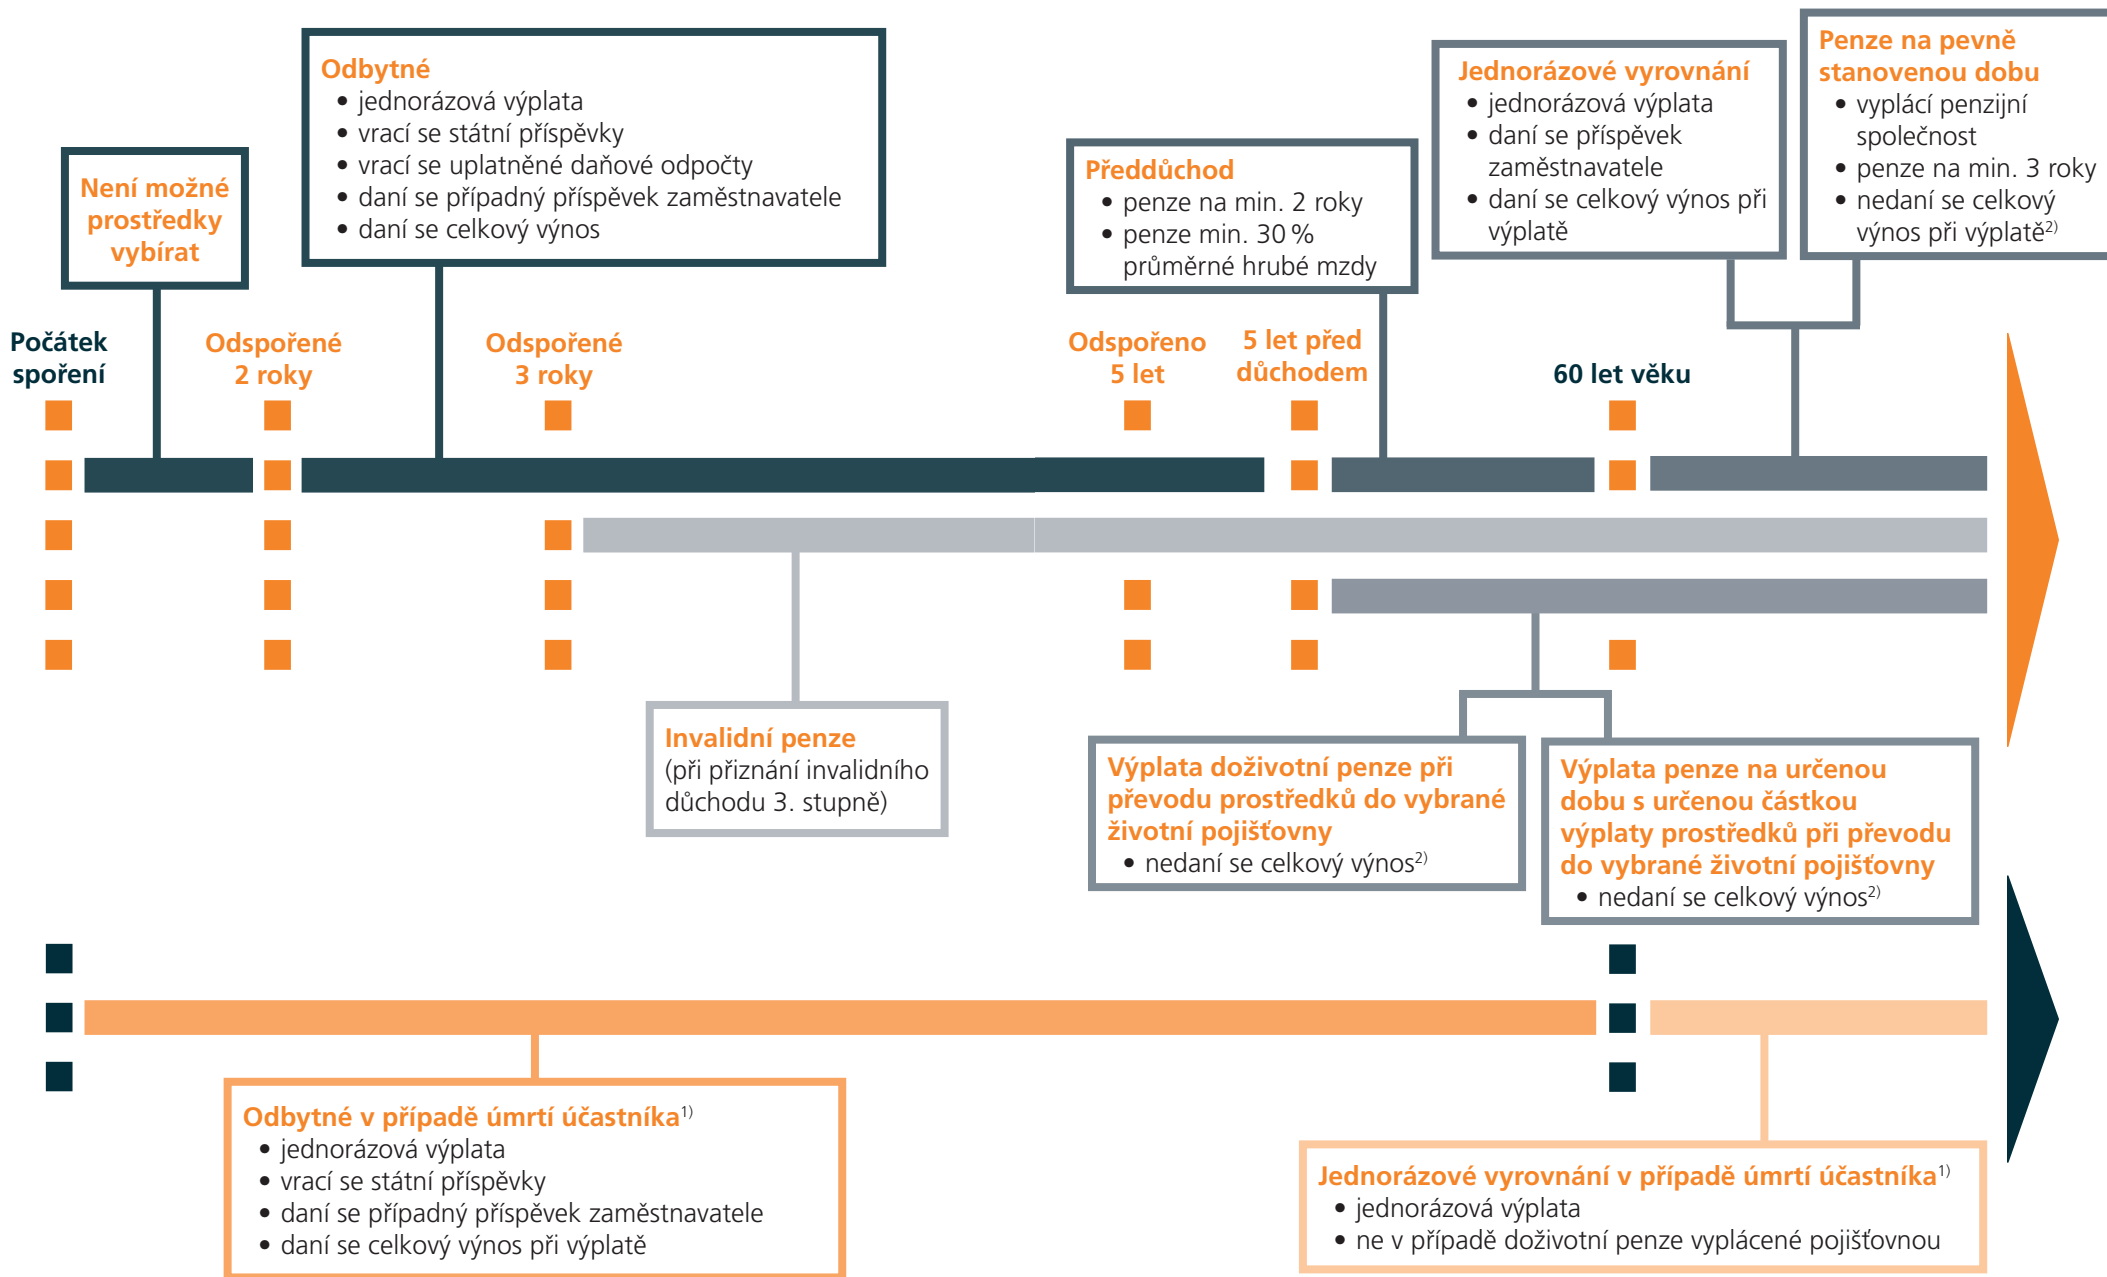 Není možné
prostředky
vybírat
Odbytné
• jednorázová výplata
• vrací se státní příspěvky
• vrací se uplatněné daňové odpočty
• daní se případný příspěvek zaměstnavatele
• daní se celkový výnos
Předdůchod
• penze na min. 2 roky
• penze min. 30 %
průměrné hrubé mzdy
Jednorázové vyrovnání
• jednorázová výplata
• daní se příspěvek
zaměstnavatele
• daní se celkový výnos při
výplatě
Penze na pevně
stanovenou dobu
• vyplácí penzijní
společnost
• penze na min. 3 roky
• nedaní se celkový
výnos při výplatě2)
Počátek
spoření
Odspořené
2 roky
Odspořené
3 roky
Odspořeno
5 let
5 let před
důchodem
60 let věku
Invalidní penze
(při přiznání invalidního
důchodu 3. stupně)
Výplata doživotní penze při
převodu prostředků do vybrané
životní pojišťovny
• nedaní se celkový výnos2)
Výplata penze na určenou
dobu s určenou částkou
výplaty prostředků při převodu
do vybrané životní pojišťovny
• nedaní se celkový výnos2)
Odbytné v případě úmrtí účastníka1)
• jednorázová výplata
• vrací se státní příspěvky
• daní se případný příspěvek zaměstnavatele
• daní se celkový výnos při výplatě
Jednorázové vyrovnání v případě úmrtí účastníka1)
• jednorázová výplata
• ne v případě doživotní penze vyplácené pojišťovnou